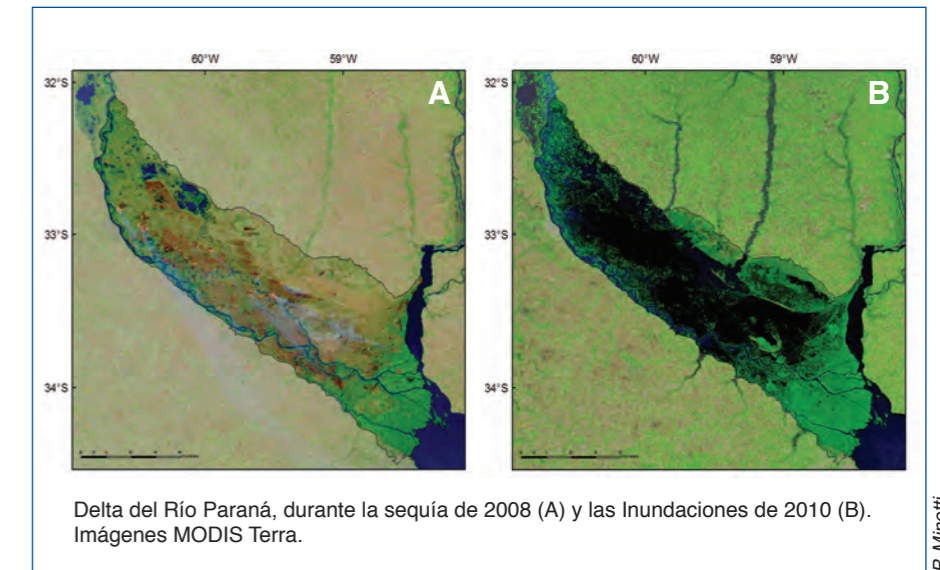 60°W 59°W 60°W 59°W
32°S A 32°S B
33°S 33°S
34°S 34°S
Delta del Río Paraná, durante la sequía de 2008 (A) y las Inundaciones de 2010 (B).
Imágenes MODIS Terra.
Minotti